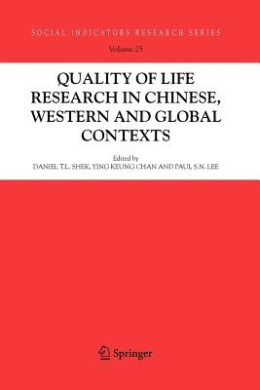 SOCIAL INDICATORS RESEARCH SERIES
Volume 25
QUALITY OF LIFE
RESEARCH IN CHINESE,
WESTERN AND GLOBAL
CONTEXTS
Edited by
DANIEL T.L. SHEK, YING KEUNG CHAN AND PAUL S.N. LEE
Springer